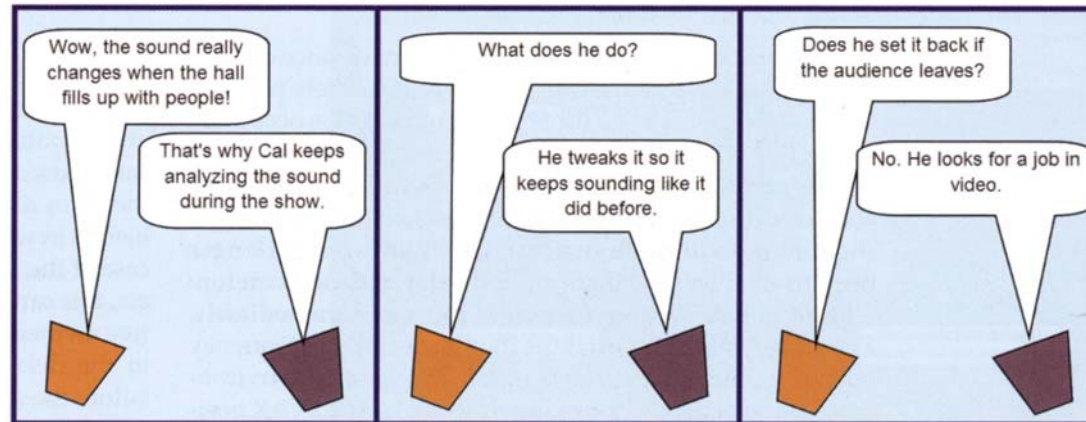 Wow, the sound really
changes when the hall
fills up with people!
That's why Cal keeps
analyzing the sound
during the show.
What does he do?
He tweaks it so it
keeps sounding like it
did before.
Does he set it back if
the audience leaves?
No. He looks for a job in
video.